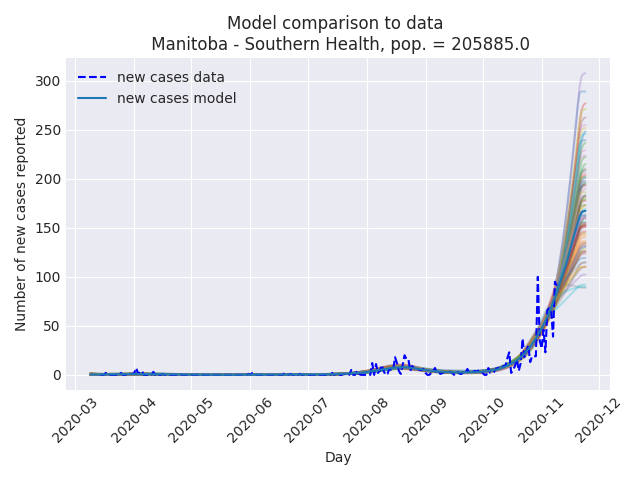 Model comparison to data
Manitoba - Southern Health, pop. = 205885.0
new cases data
new cases model
Number of new cases reported
300
250
200
150
100
50
0
2020-03
2020-04
2020-05
2020-06
2020-07
2020-08
2020-09
2020-10
2020-11
2020-12
Day